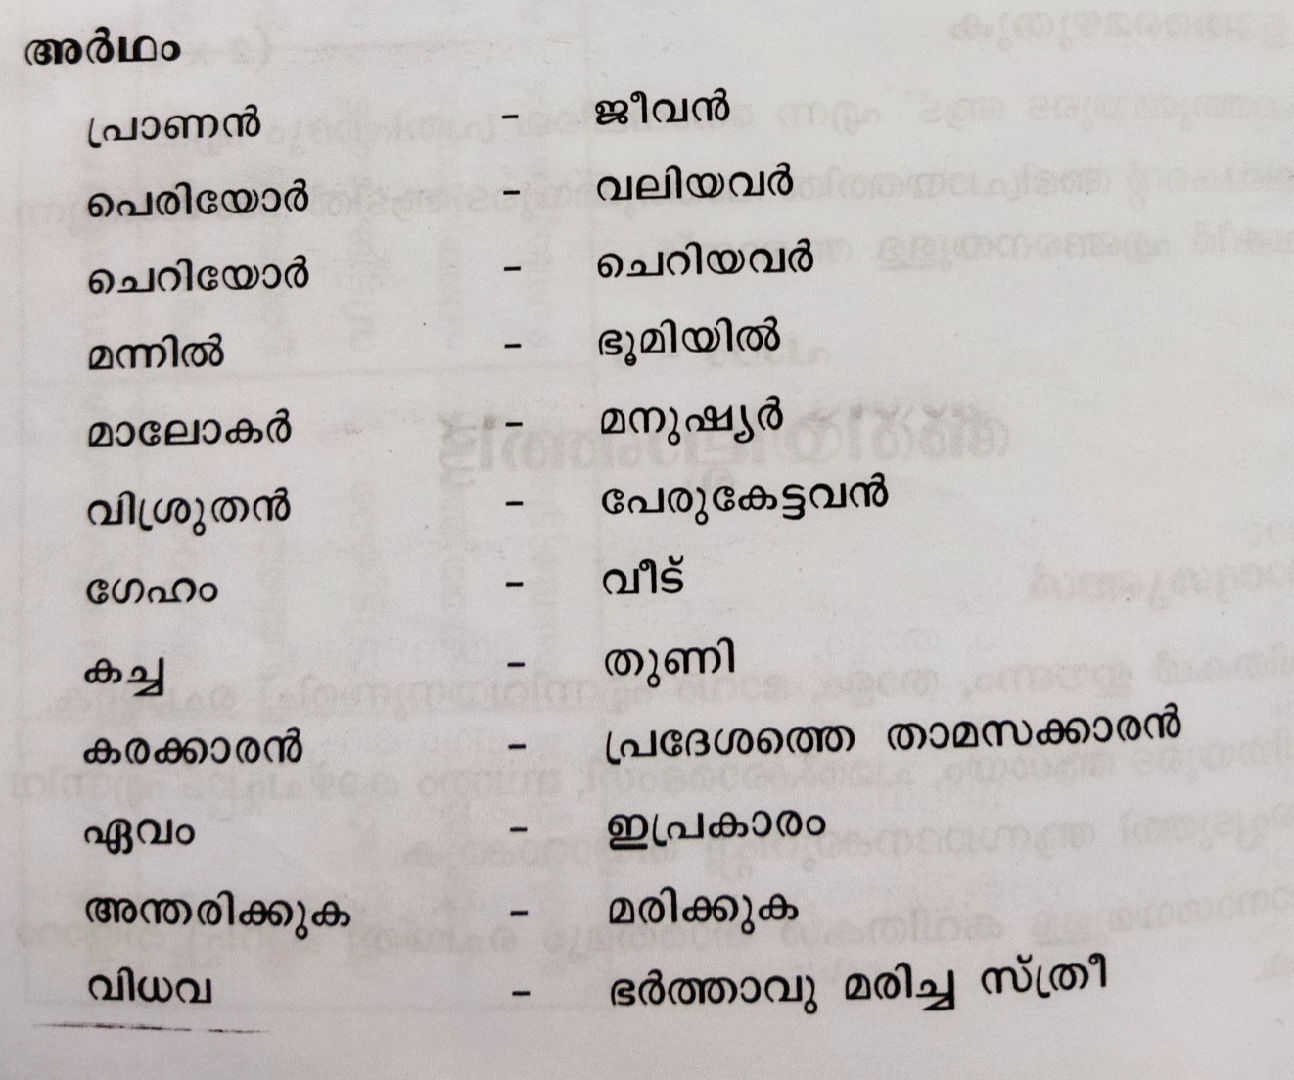 അർഥം
പ്രാണൻ - ജീവൻ
പെരിയോർ - വലിയവർ
ചെറിയോർ - ചെറിയവർ
മന്നിൽ - ഭൂമിയിൽ
മാലോകർ - മനുഷ്യർ
വിശ്രുതൻ - പേരുകേട്ടവൻ
ഗേഹം - വീട്
കച്ച - തുണി
കരക്കാരൻ - പ്രദേശത്തെ താമസക്കാരൻ
ഏവം - ഇപ്രകാരം
അന്തരിക്കുക - മരിക്കുക
വിധവ - ഭർത്താവു മരിച്ച സ്ത്രീ